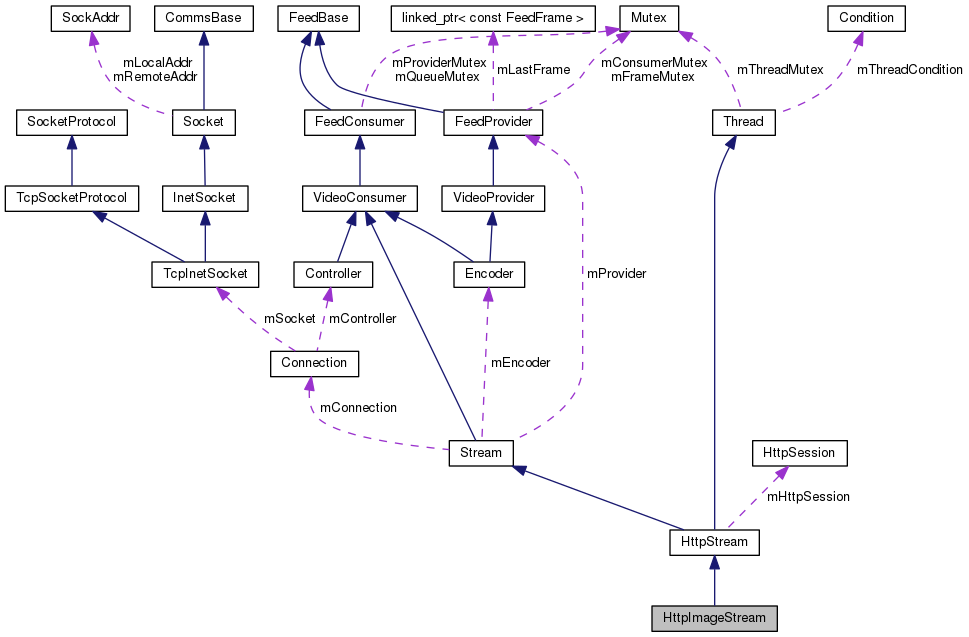 SockAddr
CommsBase
FeedBase
linked_ptr< const FeedFrame >
Mutex
Condition
mLocalAddr
mRemoteAddr
mProviderMutex
mQueueMutex
mLastFrame
mConsumerMutex
mFrameMutex
mThreadMutex
mThreadCondition
SocketProtocol
Socket
FeedConsumer
FeedProvider
Thread
TcpSocketProtocol
InetSocket
VideoConsumer
VideoProvider
TcpInetSocket
Controller
Encoder
mProvider
mSocket
mController
Connection
mEncoder
mConnection
Stream
HttpSession
mHttpSession
HttpStream
HttpImageStream